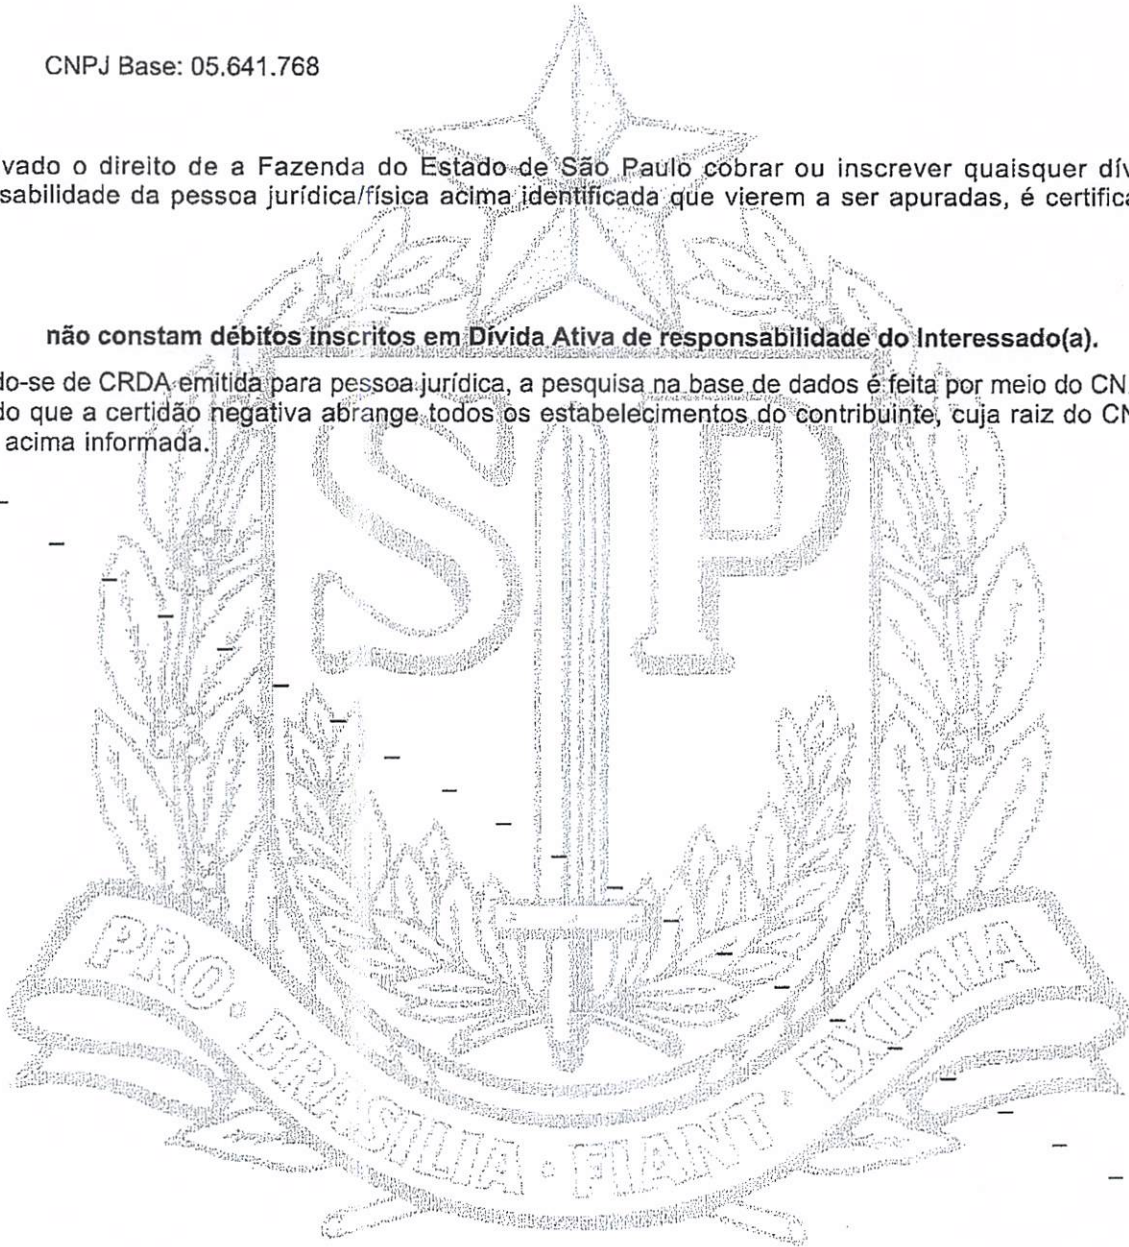 CNPJ Base: 05.641.768
vado o direito de a Fazenda do Estado de São Paulo cobrar ou inscrever quaisquer dív
sabilidade da pessoa jurídica/física acima identificada que vierem a ser apuradas, é certifica
não constam débitos inscritos em Dívida Ativa de responsabilidade do Interessado(a).
do-se de CRDA emitida para pessoa jurídica, a pesquisa na base de dados é feita por meio do CN
do que a certidão negativa abrange todos os estabelecimentos do contribuinte, cuja raiz do CN
acima informada.
SP
PRO · BRASILIA · FIANT · EXIMIA